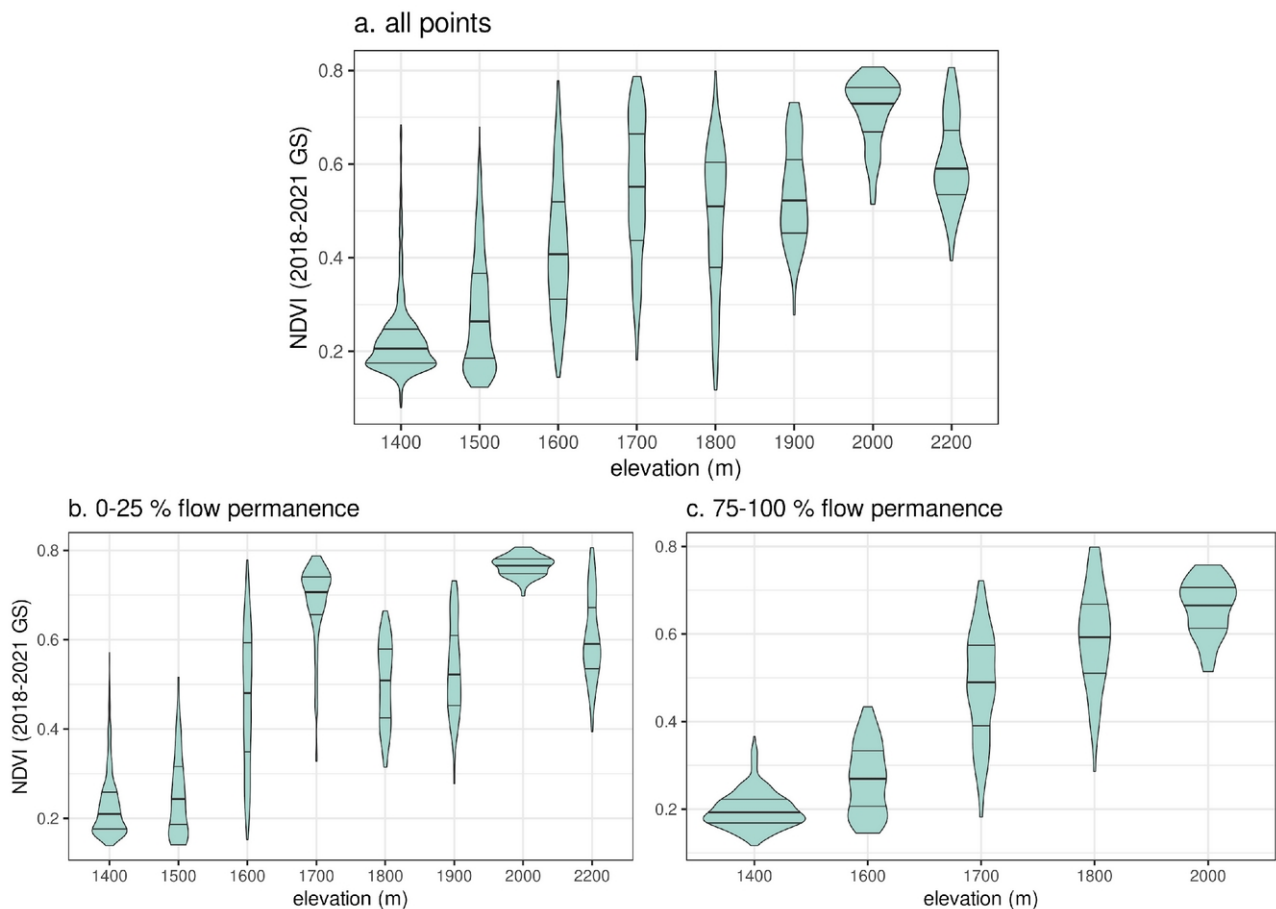 a. all points
NDVI (2018-2021 GS)
0.8
0.6
0.4
0.2
1400 1500 1600 1700 1800 1900 2000 2200
elevation (m)
b. 0-25 % flow permanence
NDVI (2018-2021 GS)
0.8
0.6
0.4
0.2
1400 1500 1600 1700 1800 1900 2000 2200
elevation (m)
c. 75-100 % flow permanence
0.8
0.6
0.4
0.2
1400 1600 1700 1800 2000
elevation (m)